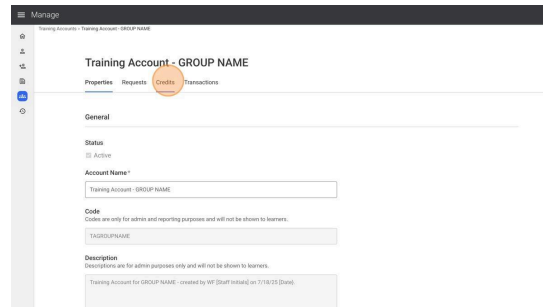 Manage
Training Accounts > Training Account - GROUP NAME
Training Account - GROUP NAME
Properties Requests Credits Transactions
General
Status
Active
Account Name *
Training Account - GROUP NAME
Code
Codes are only for admin and reporting purposes and will not be shown to learners.
TAGROUPNAME
Description
Descriptions are for admin purposes only and will not be shown to learners.
Training Account for GROUP NAME - created by WF [Staff Initials] on 7/18/25 [Date].